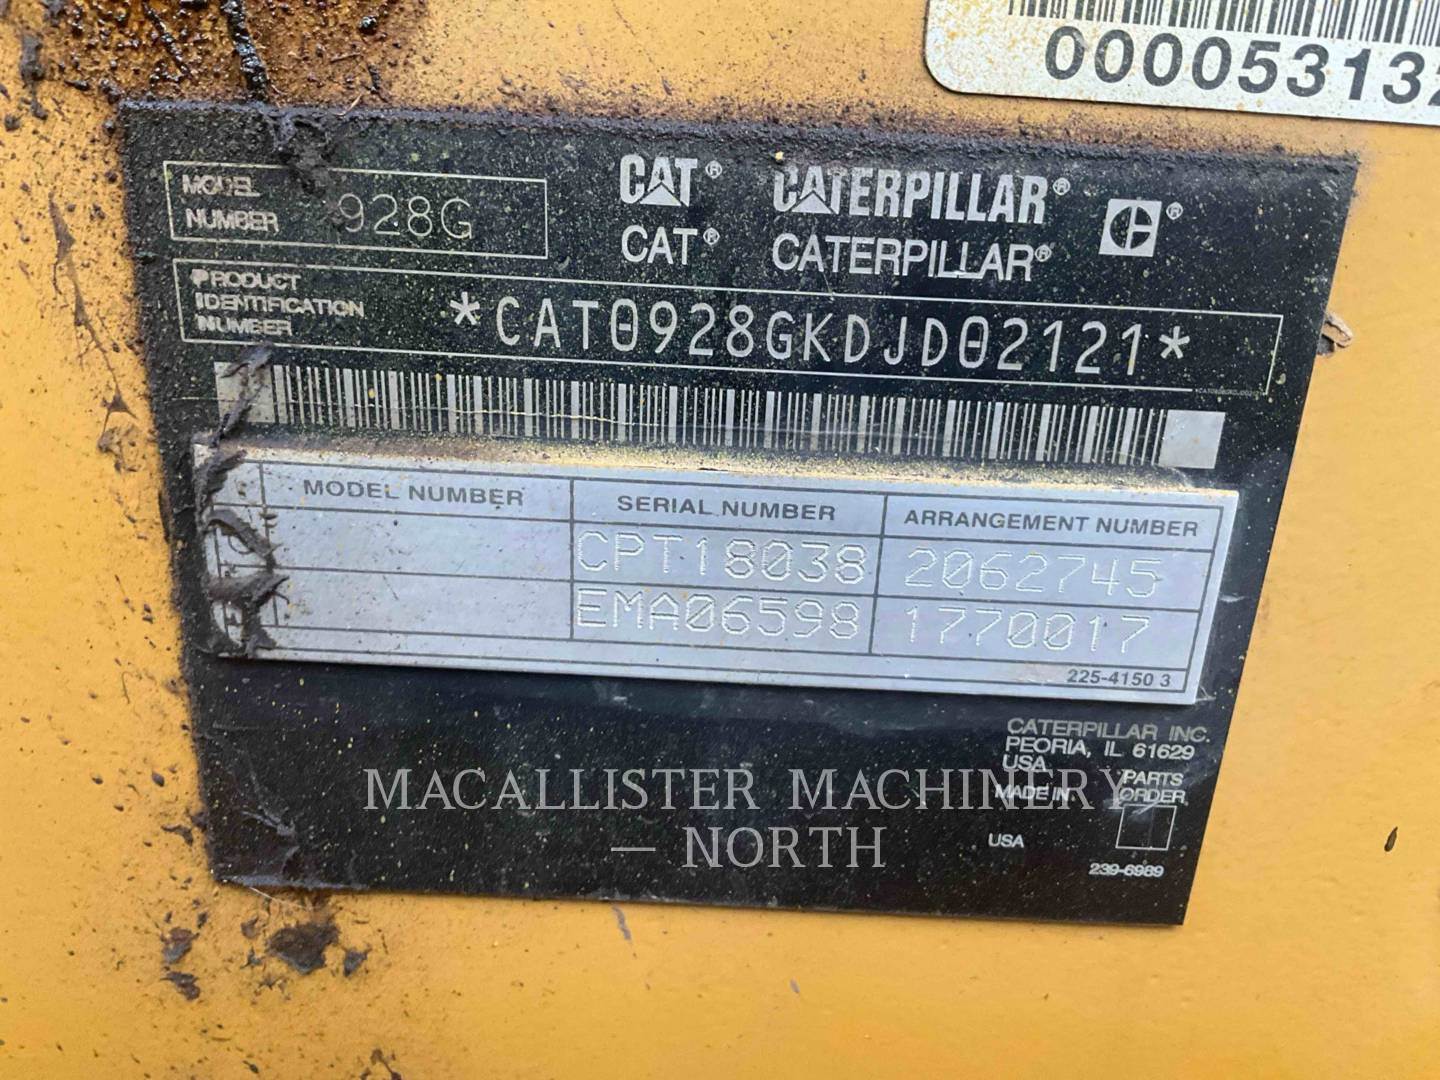 000053132
MODEL
NUMBER
928G
CAT® CATERPILLAR®
CAT® CATERPILLAR®
PRODUCT
IDENTIFICATION
NUMBER
*CAT0928GKDJD02121*
MODEL NUMBER SERIAL NUMBER ARRANGEMENT NUMBER
CPT18038 2062745
EMA06598 1770017
225-4150 3
CATERPILLAR INC.
PEORIA, IL 61629
USA
MADE IN
USA
PARTS
ORDER
239-6989
MACALLISTER MACHINERY
— NORTH